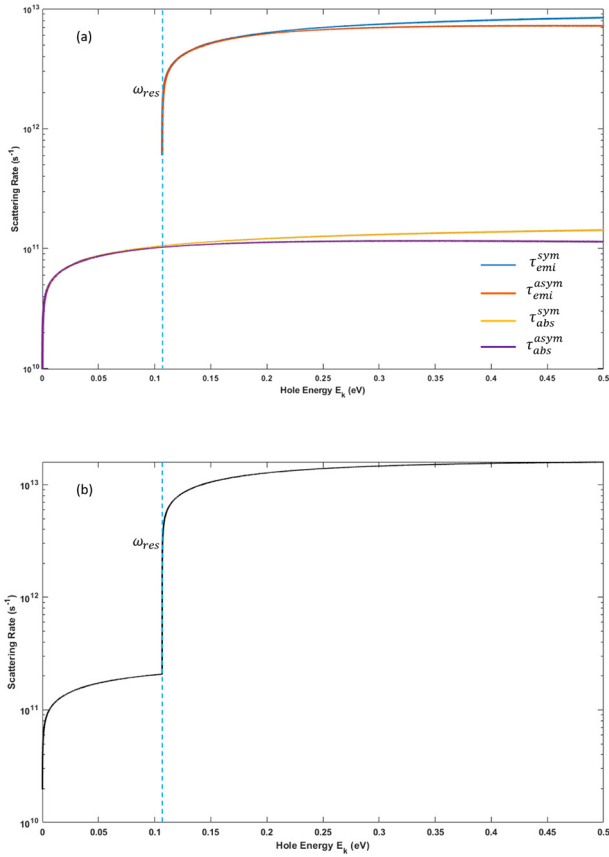 10^13
(a)
ω_res
10^12
Scattering Rate (s^-1)
10^11
τ_emi^sym
τ_emi^asym
τ_abs^sym
τ_abs^asym
10^10
0 0.05 0.1 0.15 0.2 0.25 0.3 0.35 0.4 0.45 0.5
Hole Energy E_k (eV)
10^13
(b)
ω_res
10^12
Scattering Rate (s^-1)
10^11
10^10
0 0.05 0.1 0.15 0.2 0.25 0.3 0.35 0.4 0.45 0.5
Hole Energy E_k (eV)